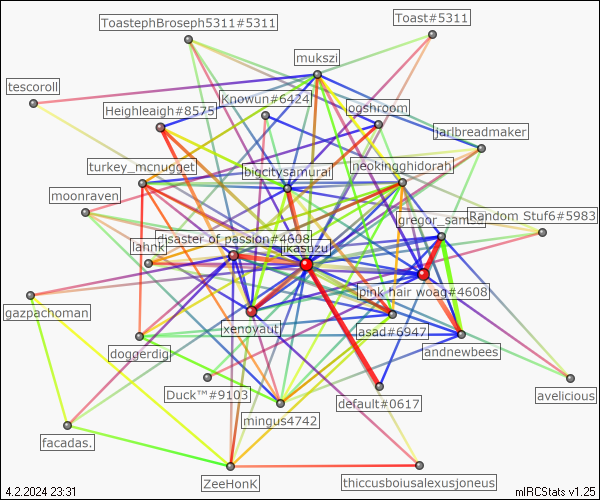 ToastephBroseph5311#5311
Toast#5311
mukszi
tescoroll
Knowun#6424
Heighleaigh#8575
ogshroom
jarlbreadmaker
turkey_mcnugget
bigcitysamurai
neokingghidorah
moonraven
gregor_samsa
Random Stuf6#5983
disaster of passion#4608
lahnk
ikasuzu
pink hair woag#4608
gazpachoman
xenoyaut
asad#6947
doggerdig
andnewbees
Duck™#9103
default#0617
avelicious
mingus4742
facadas.
ZeeHonK
thiccusboiusalexusjoneus
4.2.2024 23:31
mIRCStats v1.25